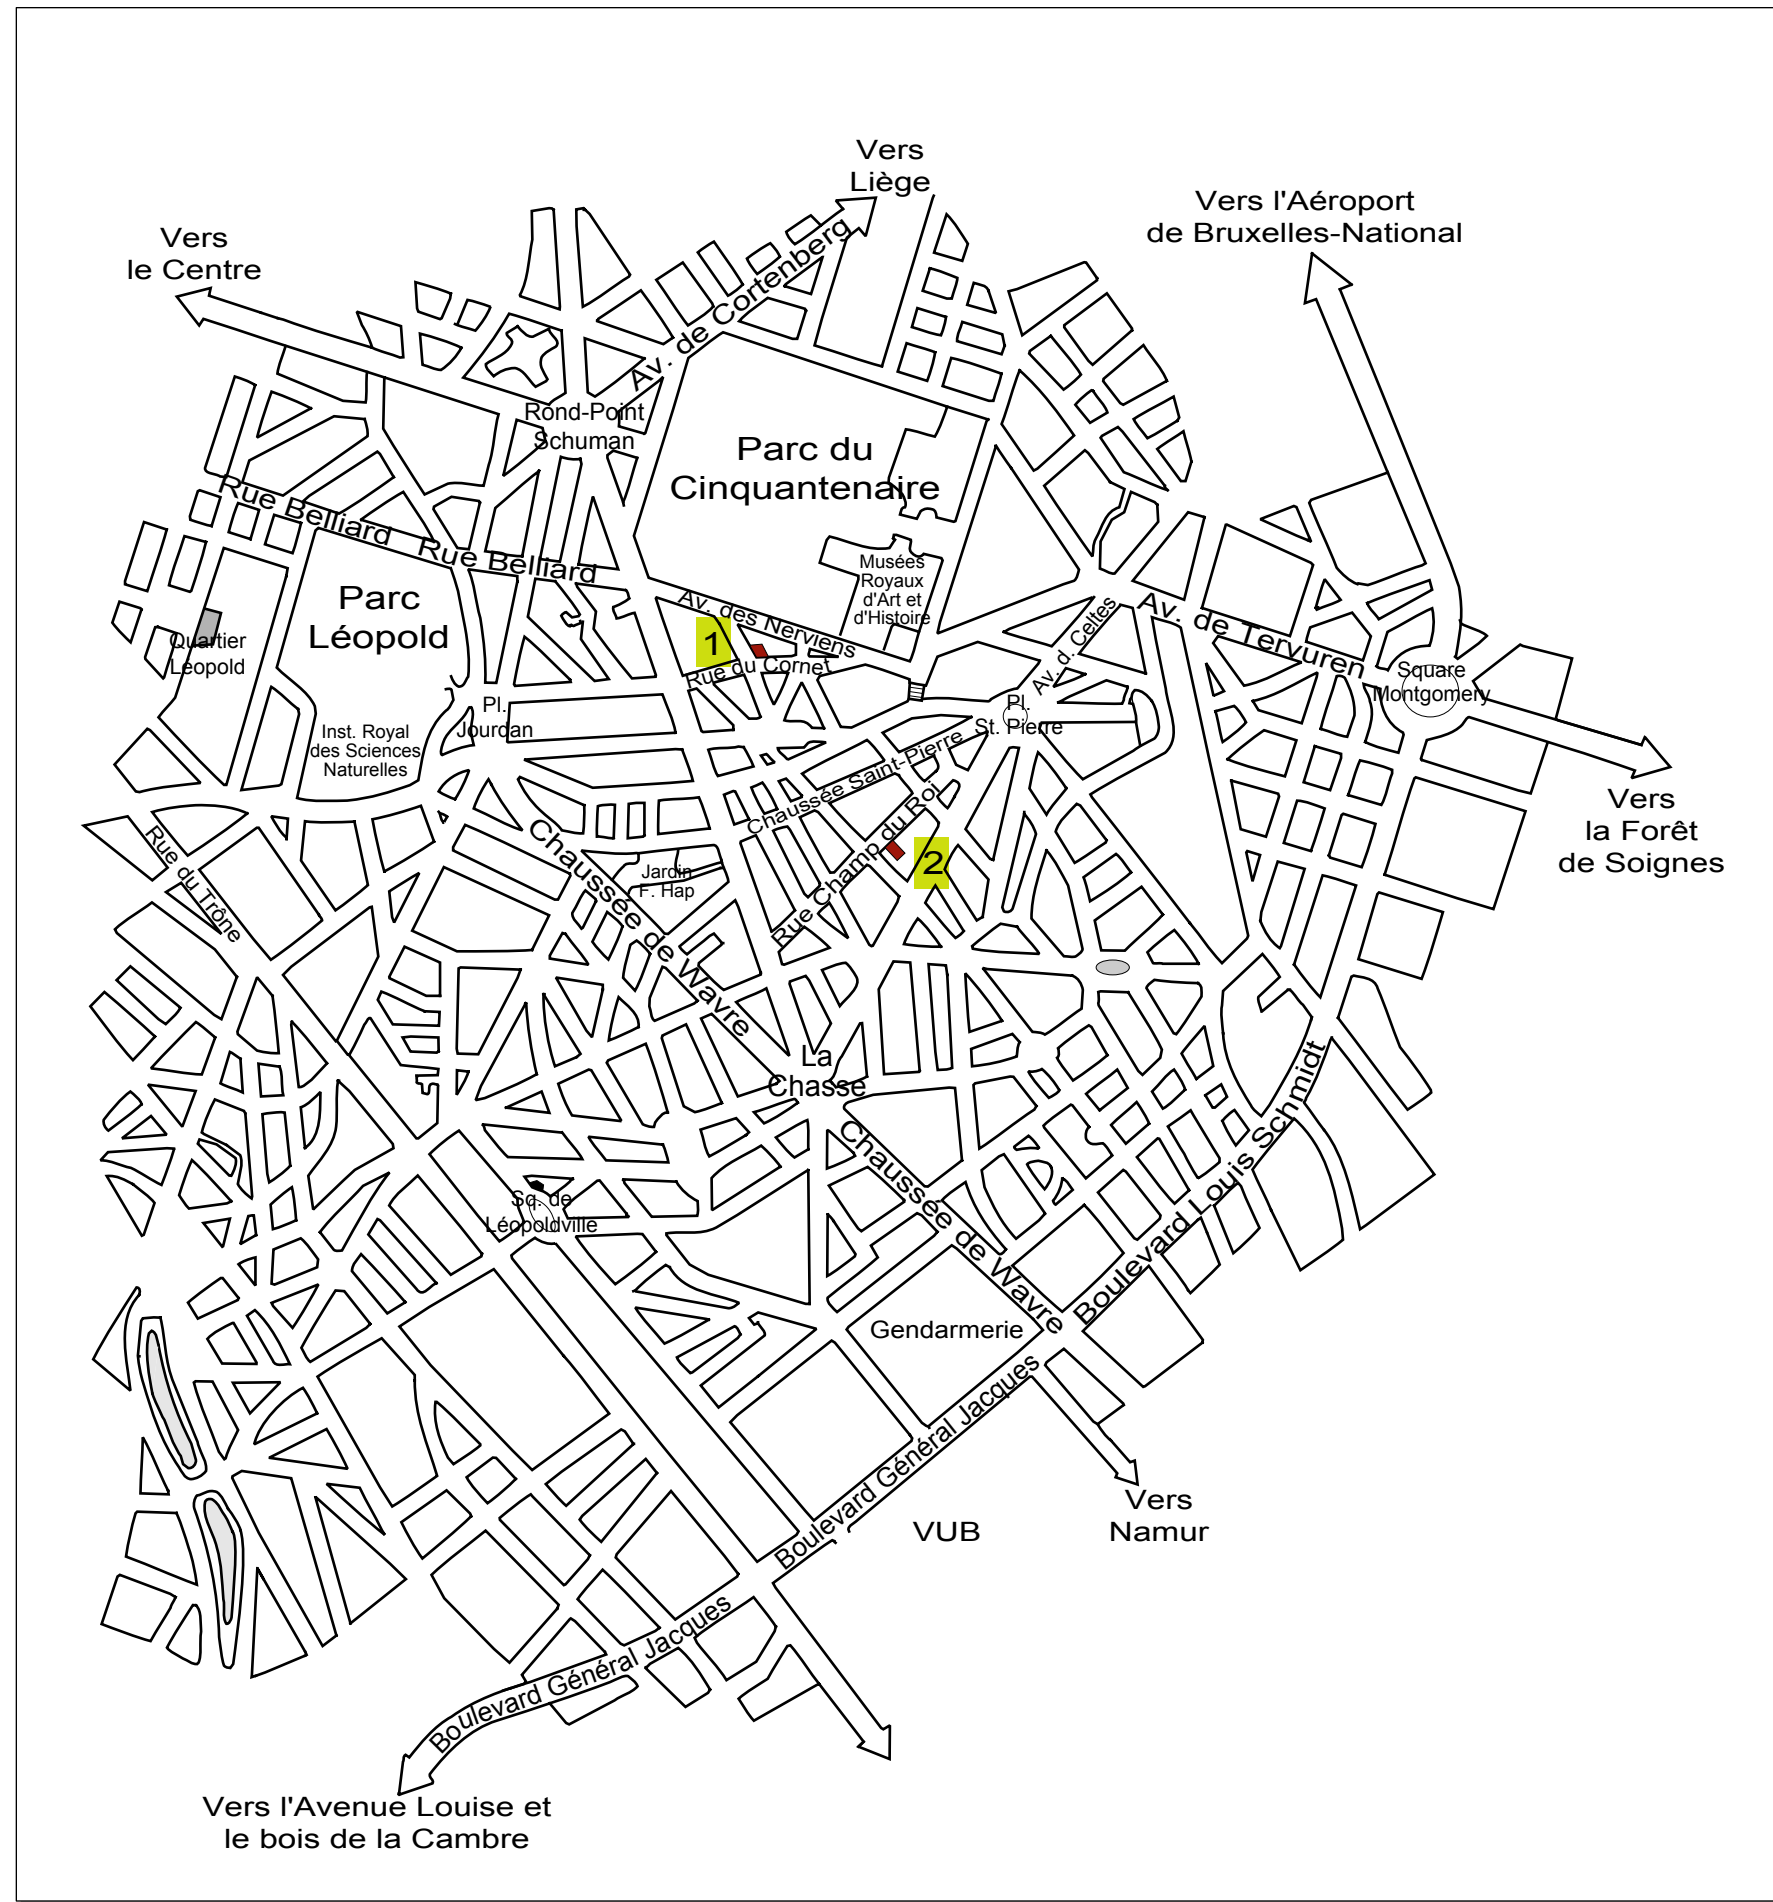 Vers
Liège
Vers l'Aéroport
de Bruxelles-National
Vers
le Centre
Av. de Cortenberg
Rond-Point
Schuman
Parc du
Cinquantenaire
Rue Belliard
Rue Belliard
Musées
Royaux
d'Art et
d'Histoire
Parc
Léopold
Av. des Nerviens
1
Rue du Cornet
Av. d. Celtes
Av. de Tervuren
Quartier
Léopold
Square
Montgomery
Pl.
Jourdan
Pl.
St. Pierre
Inst. Royal
des Sciences
Naturelles
Chaussée Saint-Pierre
Vers
la Forêt
de Soignes
Rue du Trône
Chaussée de Wavre
Jardin
F. Hap
Rue Champ du Roi
2
La
Chasse
Boulevard Louis Schmidt
Chaussée de Wavre
Sq. de
Léopoldville
Gendarmerie
Boulevard Général Jacques
VUB
Vers
Namur
Boulevard Général Jacques
Vers l'Avenue Louise et
le bois de la Cambre